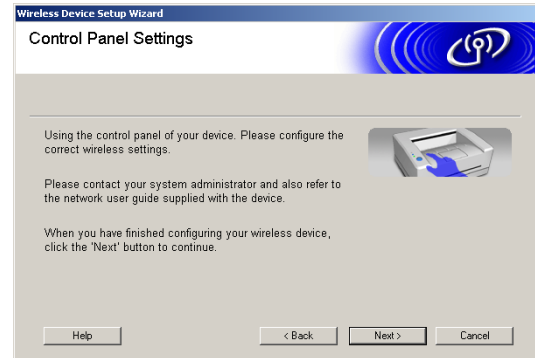 Wireless Device Setup Wizard
Control Panel Settings
Using the control panel of your device. Please configure the
correct wireless settings.
Please contact your system administrator and also refer to
the network user guide supplied with the device.
When you have finished configuring your wireless device,
click the 'Next' button to continue.
Help
< Back
Next >
Cancel